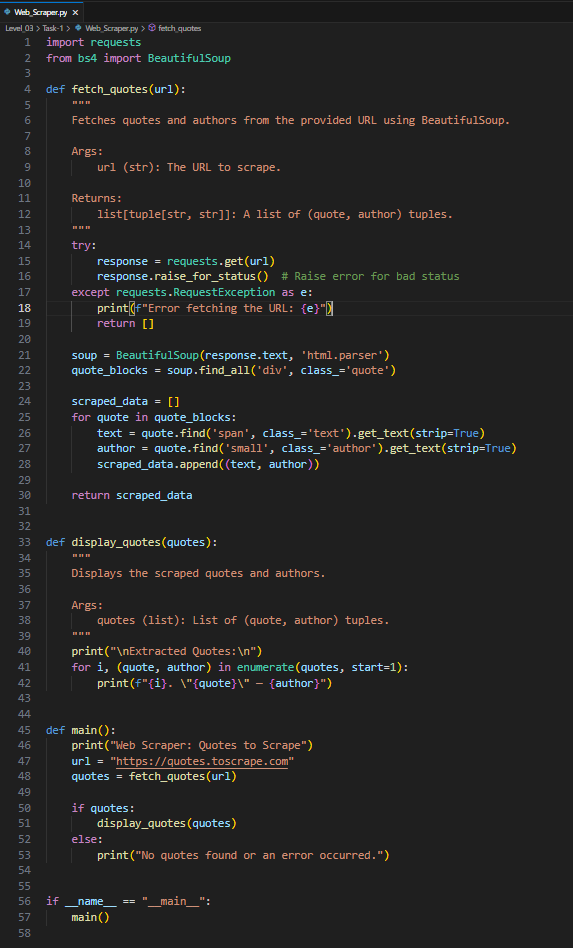 Web_Scraper.py ×
Level_03 > Task-1 > Web_Scraper.py > fetch_quotes
1 import requests
2 from bs4 import BeautifulSoup
3
4 def fetch_quotes(url):
5     """
6     Fetches quotes and authors from the provided URL using BeautifulSoup.
7
8     Args:
9         url (str): The URL to scrape.
10
11     Returns:
12         list[tuple[str, str]]: A list of (quote, author) tuples.
13     """
14     try:
15         response = requests.get(url)
16         response.raise_for_status()  # Raise error for bad status
17     except requests.RequestException as e:
18         print(f"Error fetching the URL: {e}")
19         return []
20
21     soup = BeautifulSoup(response.text, 'html.parser')
22     quote_blocks = soup.find_all('div', class_='quote')
23
24     scraped_data = []
25     for quote in quote_blocks:
26         text = quote.find('span', class_='text').get_text(strip=True)
27         author = quote.find('small', class_='author').get_text(strip=True)
28         scraped_data.append((text, author))
29
30     return scraped_data
31
32
33 def display_quotes(quotes):
34     """
35     Displays the scraped quotes and authors.
36
37     Args:
38         quotes (list): List of (quote, author) tuples.
39     """
40     print("\nExtracted Quotes:\n")
41     for i, (quote, author) in enumerate(quotes, start=1):
42         print(f"{i}. \"{quote}\" — {author}")
43
44
45 def main():
46     print("Web Scraper: Quotes to Scrape")
47     url = "https://quotes.toscrape.com"
48     quotes = fetch_quotes(url)
49
50     if quotes:
51         display_quotes(quotes)
52     else:
53         print("No quotes found or an error occurred.")
54
55
56 if __name__ == "__main__":
57     main()
58